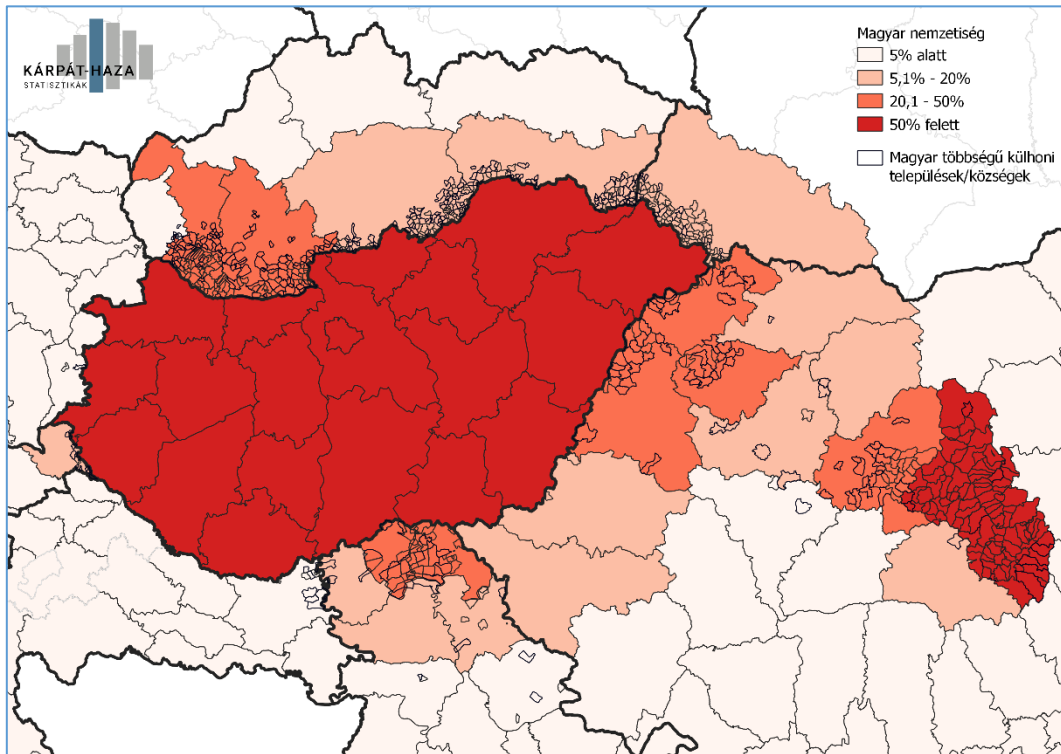 KÁRPÁT-HAZA
STATISZTIKÁK
Magyar nemzetiség
5% alatt
5,1% - 20%
20,1 - 50%
50% felett
Magyar többségű külhoni
települések/községek